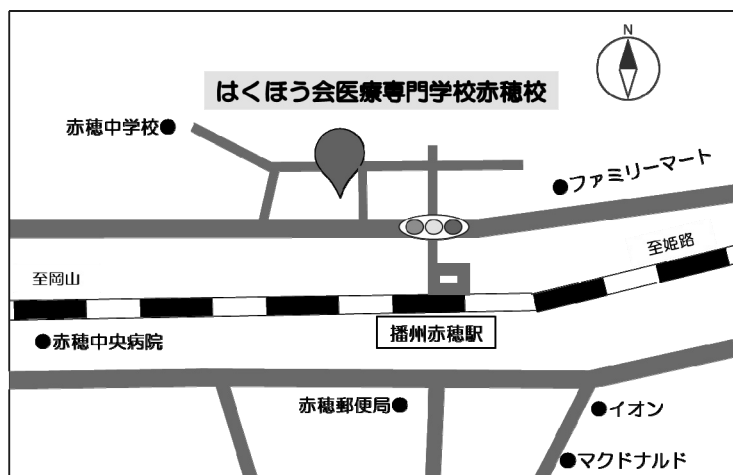 N
はくほう会医療専門学校赤穂校
赤穂中学校●
●ファミリーマート
至姫路
至岡山
播州赤穂駅
●赤穂中央病院
赤穂郵便局●
●イオン
●マクドナルド